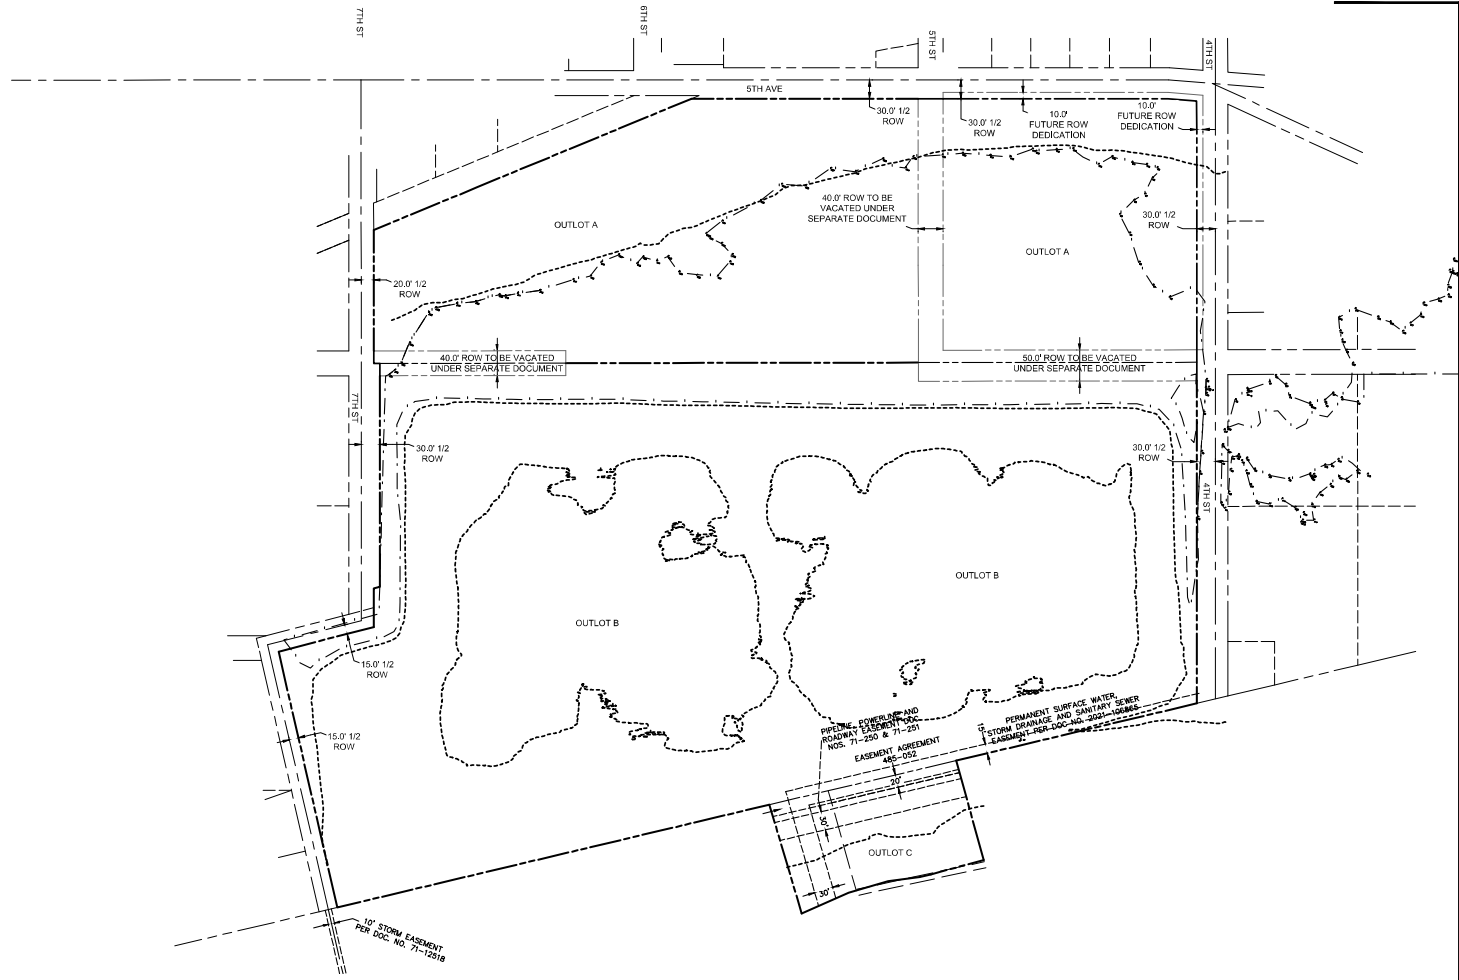 7TH ST
6TH ST
5TH ST
4TH ST
5TH AVE
30.0' 1/2
ROW
30.0' 1/2
ROW
10.0'
FUTURE ROW
DEDICATION
10.0'
FUTURE ROW
DEDICATION
40.0' ROW TO BE
VACATED UNDER
SEPARATE DOCUMENT
30.0' 1/2
ROW
OUTLOT A
OUTLOT A
20.0' 1/2
ROW
40.0' ROW TO BE VACATED
UNDER SEPARATE DOCUMENT
50.0' ROW TO BE VACATED
UNDER SEPARATE DOCUMENT
7TH ST
30.0' 1/2
ROW
30.0' 1/2
ROW
4TH ST
OUTLOT B
OUTLOT B
15.0' 1/2
ROW
15.0' 1/2
ROW
PIPELINE, POWERLINE AND
ROADWAY EASEMENT DOC
NOS. 71-250 & 71-251
EASEMENT AGREEMENT
485-052
PERMANENT SURFACE WATER,
STORM DRAINAGE AND SANITARY SEWER
EASEMENT PER DOC NO. 2021-106865
20'
30'
OUTLOT C
30'
10' STORM EASEMENT
PER DOC. NO. 71-12518